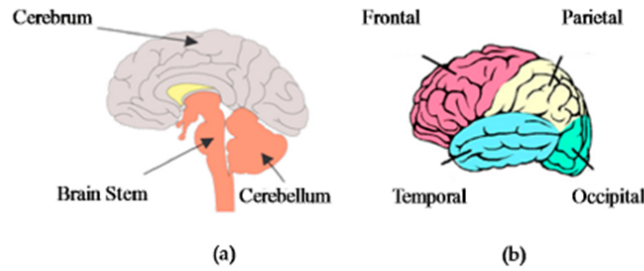 Cerebrum
Brain Stem
Cerebellum
(a)
Frontal
Parietal
Temporal
Occipital
(b)